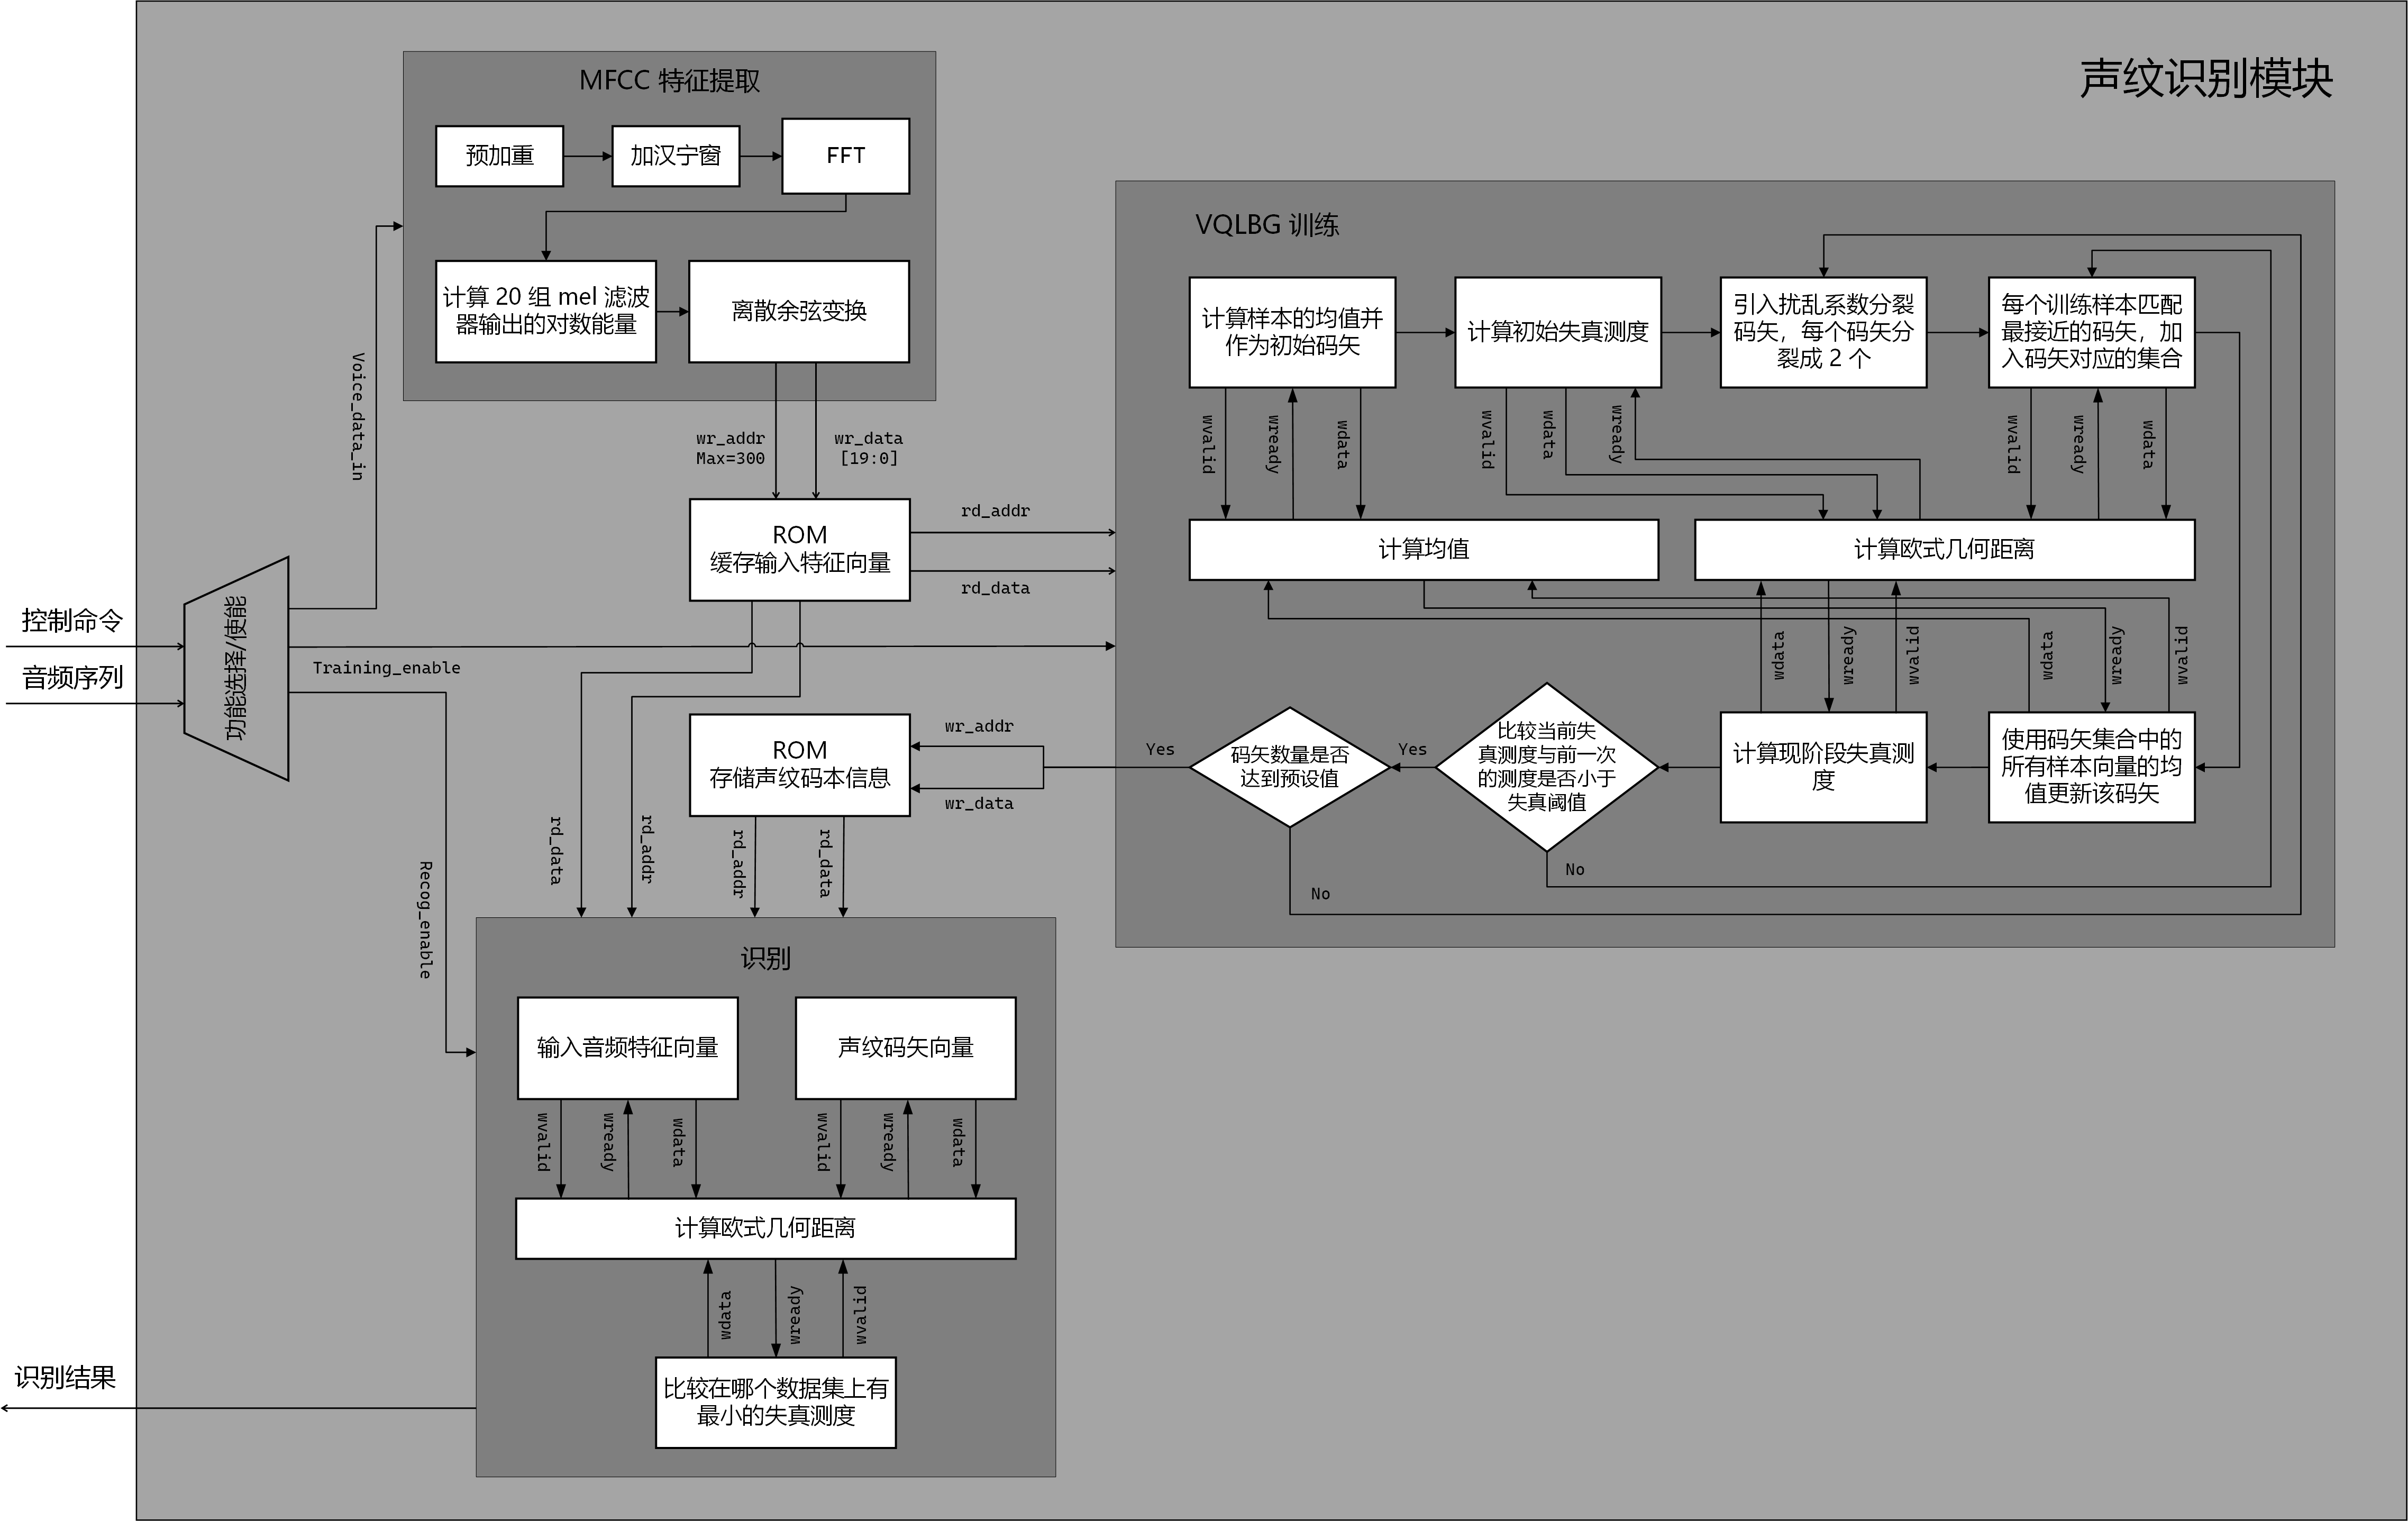 声纹识别模块
MFCC 特征提取
预加重
加汉宁窗
FFT
计算 20 组 mel 滤波
器输出的对数能量
离散余弦变换
Voice_data_in
wr_addr
Max=300
wr_data
[19:0]
ROM
缓存输入特征向量
rd_addr
rd_data
控制命令
音频序列
功能选择/使能
Training_enable
Recog_enable
ROM
存储声纹码本信息
wr_addr
wr_data
rd_data
rd_addr
rd_addr
rd_data
VQLBG 训练
计算样本的均值并
作为初始码矢
计算初始失真测度
引入扰乱系数分裂
码矢，每个码矢分
裂成 2 个
每个训练样本匹配
最接近的码矢，加
入码矢对应的集合
wvalid
wready
wdata
wvalid
wdata
wready
wvalid
wready
wdata
计算均值
计算欧式几何距离
wdata
wready
wvalid
wdata
wready
wvalid
Yes
码矢数量是否
达到预设值
Yes
比较当前失
真测度与前一次
的测度是否小于
失真阈值
计算现阶段失真测
度
使用码矢集合中的
所有样本向量的均
值更新该码矢
No
No
识别
输入音频特征向量
声纹码矢向量
wvalid
wready
wdata
wvalid
wready
wdata
计算欧式几何距离
wdata
wready
wvalid
比较在哪个数据集上有
最小的失真测度
识别结果